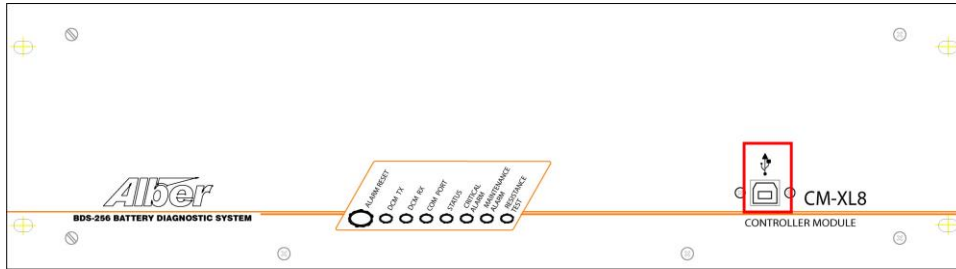 Alber
BDS-256 BATTERY DIAGNOSTIC SYSTEM
ALARM RESET
DCM TX
DCM RX
COM PORT
STATUS
CRITICAL
ALARM
MAINTENANCE
ALARM
RESISTANCE
TEST
CM-XL8
CONTROLLER MODULE